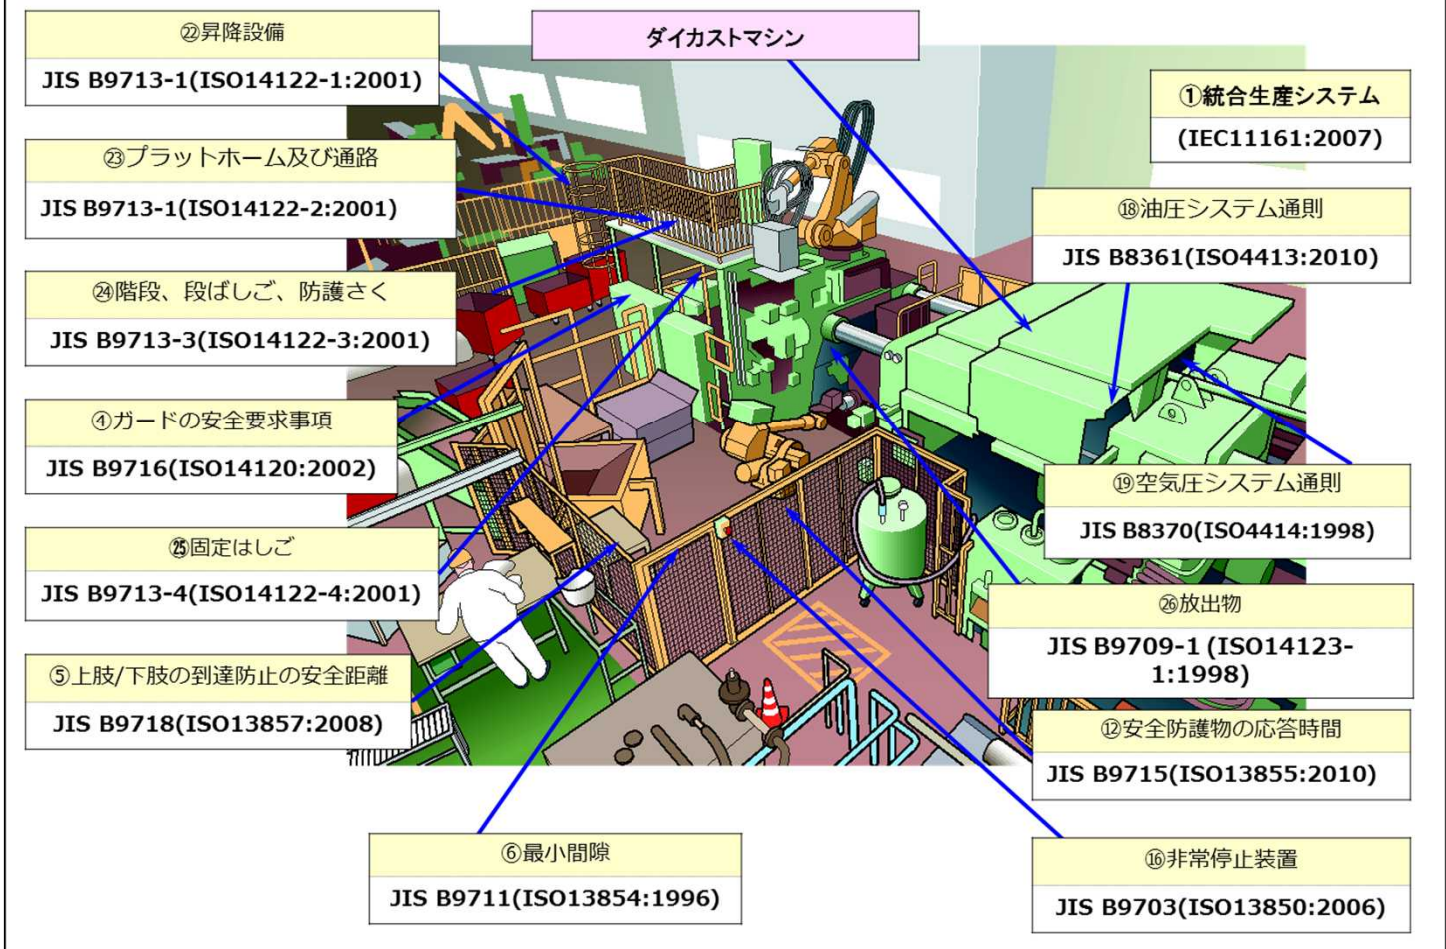 ㉒昇降設備
JIS B9713-1(ISO14122-1:2001)
ダイカストマシン
①統合生産システム
(IEC11161:2007)
㉓プラットホーム及び通路
JIS B9713-1(ISO14122-2:2001)
⑱油圧システム通則
JIS B8361(ISO4413:2010)
㉔階段、段ばしご、防護さく
JIS B9713-3(ISO14122-3:2001)
④ガードの安全要求事項
JIS B9716(ISO14120:2002)
⑲空気圧システム通則
JIS B8370(ISO4414:1998)
㉕固定はしご
JIS B9713-4(ISO14122-4:2001)
㉖放出物
JIS B9709-1 (ISO14123-
1:1998)
⑤上肢/下肢の到達防止の安全距離
JIS B9718(ISO13857:2008)
⑫安全防護物の応答時間
JIS B9715(ISO13855:2010)
⑥最小間隙
JIS B9711(ISO13854:1996)
⑯非常停止装置
JIS B9703(ISO13850:2006)